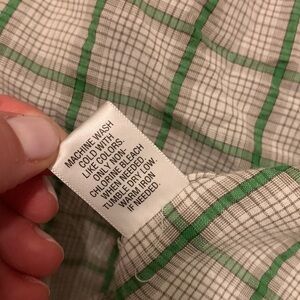 MACHINE WASH
COLD WITH
LIKE COLORS.
ONLY NON-
CHLORINE BLEACH
WHEN NEEDED
TUMBLE DRY LOW.
WARM IRON
IF NEEDED.